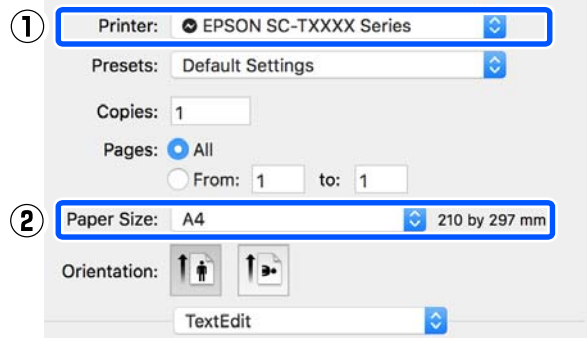 ① Printer: EPSON SC-TXXXX Series
Presets: Default Settings
Copies: 1
Pages: All
From: 1 to: 1
② Paper Size: A4 210 by 297 mm
Orientation:
TextEdit